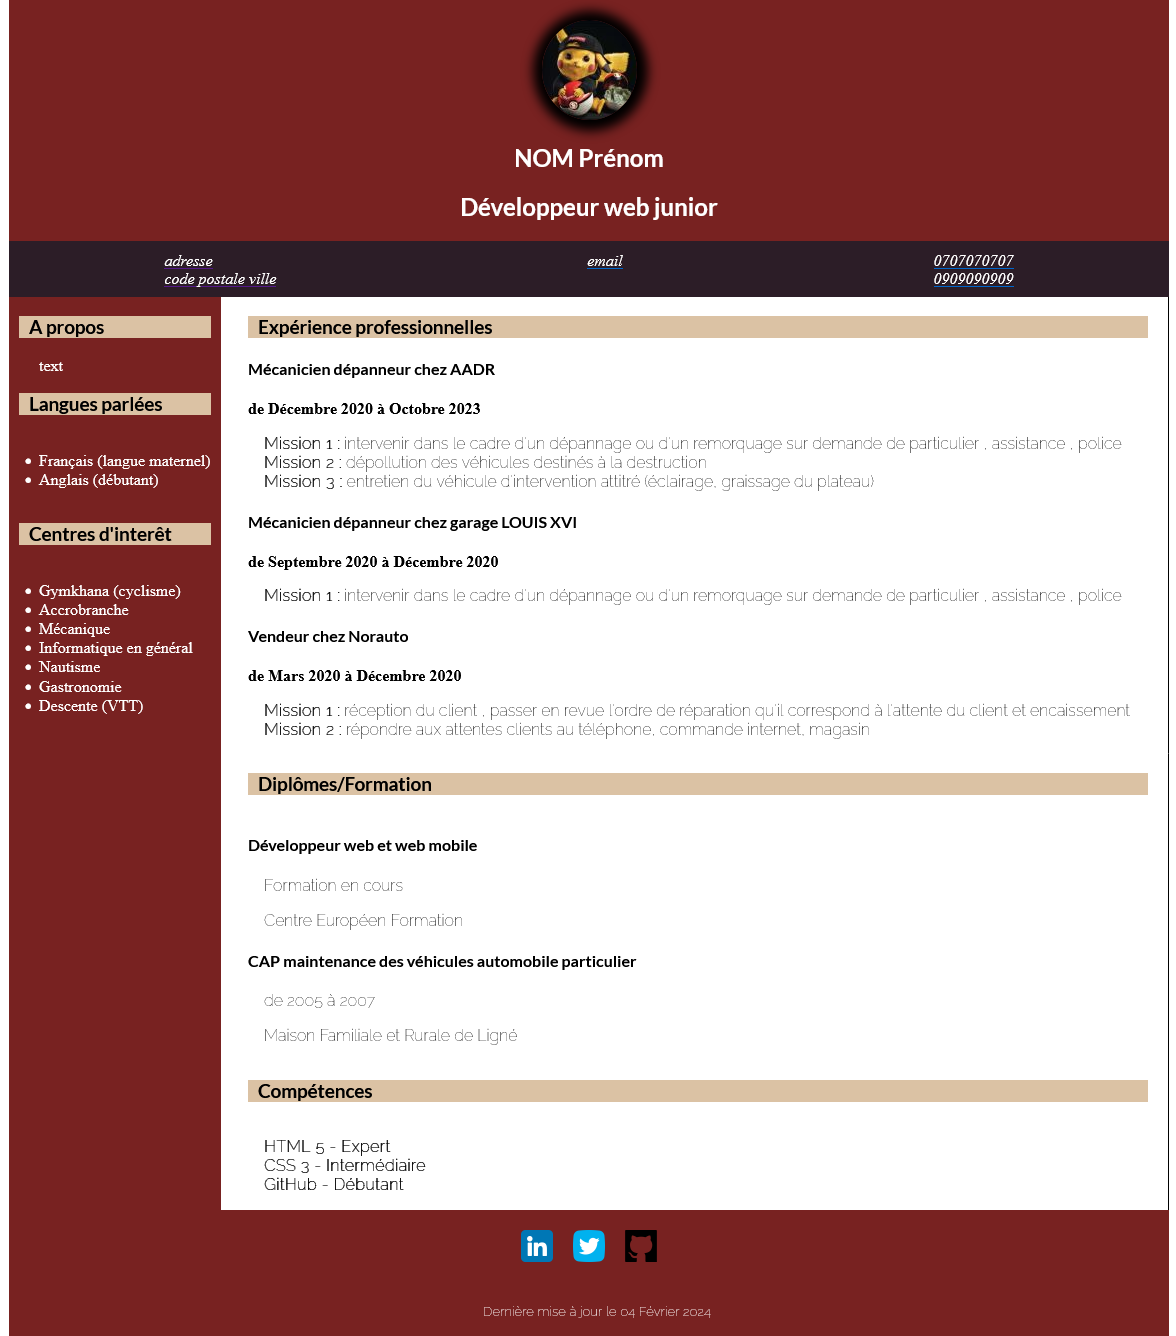 NOM Prénom
Développeur web junior
adresse
code postale ville
email
0707070707
0909090909
A propos
text
Langues parlées
Français (langue maternel)
Anglais (débutant)
Centres d'interêt
Gymkhana (cyclisme)
Accrobranche
Mécanique
Informatique en général
Nautisme
Gastronomie
Descente (VTT)
Expérience professionnelles
Mécanicien dépanneur chez AADR
de Décembre 2020 à Octobre 2023
Mission 1 : intervenir dans le cadre d'un dépannage ou d'un remorquage sur demande de particulier , assistance , police
Mission 2 : dépollution des véhicules destinés à la destruction
Mission 3 : entretien du véhicule d'intervention attitré (éclairage, graissage du plateau)
Mécanicien dépanneur chez garage LOUIS XVI
de Septembre 2020 à Décembre 2020
Mission 1 : intervenir dans le cadre d'un dépannage ou d'un remorquage sur demande de particulier , assistance , police
Vendeur chez Norauto
de Mars 2020 à Décembre 2020
Mission 1 : réception du client , passer en revue l'ordre de réparation qu'il correspond à l'attente du client et encaissement
Mission 2 : répondre aux attentes clients au téléphone, commande internet, magasin
Diplômes/Formation
Développeur web et web mobile
Formation en cours
Centre Européen Formation
CAP maintenance des véhicules automobile particulier
de 2005 à 2007
Maison Familiale et Rurale de Ligné
Compétences
HTML 5 - Expert
CSS 3 - Intermédiaire
GitHub - Débutant
in
Dernière mise à jour le 04 Février 2024